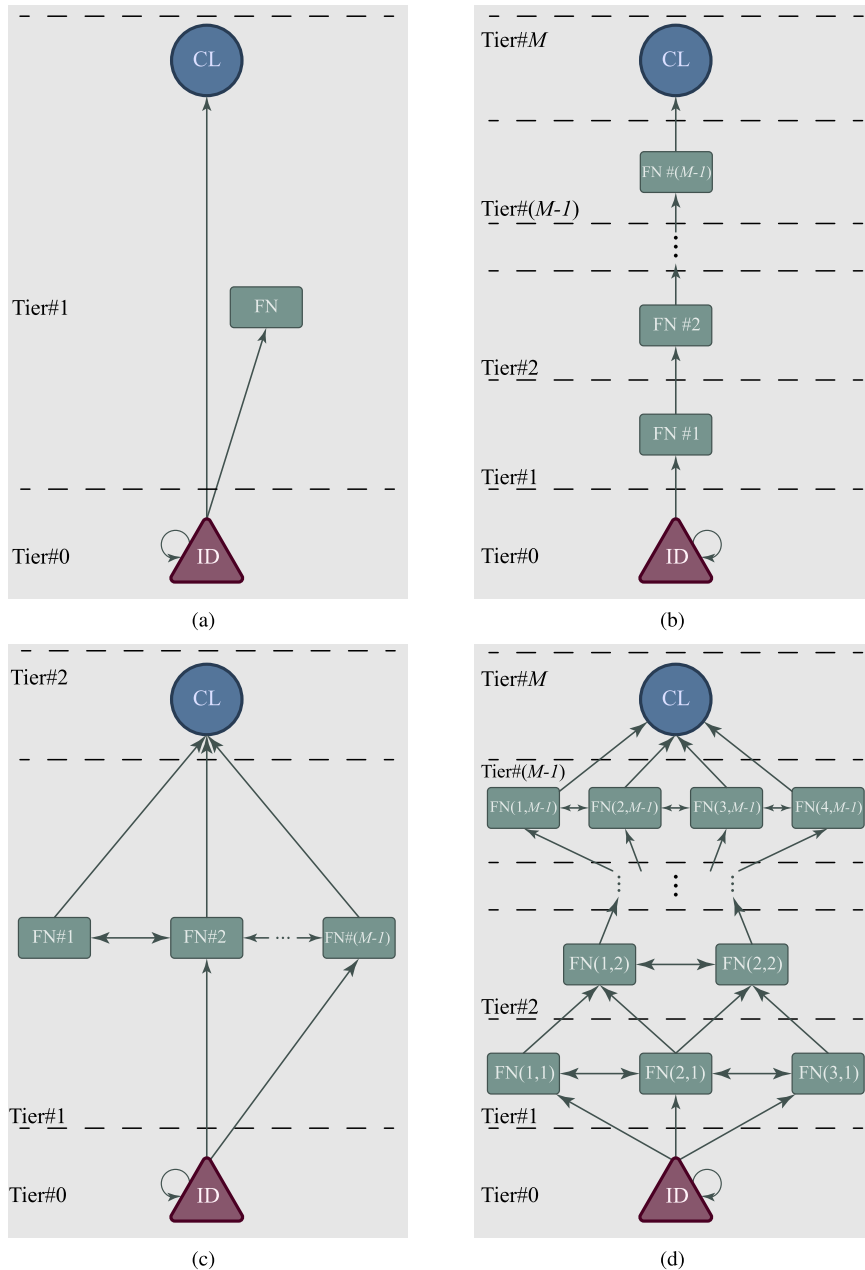 CL
Tier#1
FN
Tier#0
ID
(a)
Tier#M
CL
FN #(M-1)
Tier#(M-1)
FN #2
Tier#2
FN #1
Tier#1
Tier#0
ID
(b)
Tier#2
CL
FN#1
FN#2
...
FN#(M-1)
Tier#1
Tier#0
ID
(c)
Tier#M
CL
Tier#(M-1)
FN(1,M-1)
FN(2,M-1)
FN(3,M-1)
FN(4,M-1)
FN(1,2)
FN(2,2)
Tier#2
FN(1,1)
FN(2,1)
FN(3,1)
Tier#1
Tier#0
ID
(d)